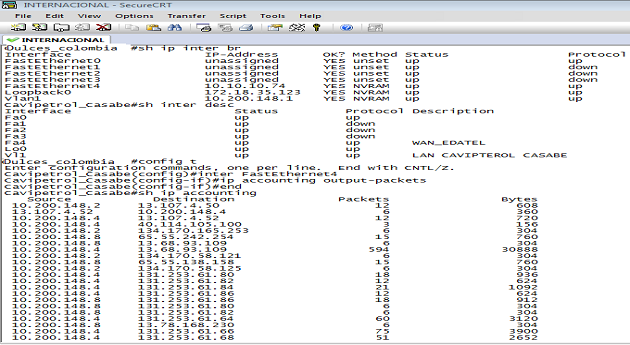 INTERNACIONAL - SecureCRT
File Edit View Options Transfer Script Tools Help
INTERNACIONAL
Dulces_colombia #sh ip inter br
Interface IP-Address OK? Method Status Protocol
FastEthernet0 unassigned YES unset up up
FastEthernet1 unassigned YES unset up down
FastEthernet2 unassigned YES unset up down
FastEthernet3 unassigned YES unset up down
FastEthernet4 10.10.10.74 YES NVRAM up up
Loopback0 172.18.35.123 YES NVRAM up up
Vlan1 10.200.148.1 YES NVRAM up up
Cavipetrol_Casabe#sh inter desc
Interface Status Protocol Description
Fa0 up up
Fa1 up down
Fa2 up down
Fa3 up down
Fa4 up up WAN_EDATEL
Lo0 up up
Vl1 up up LAN CAVIPTEROL CASABE
Dulces_colombia #config t
Enter configuration commands, one per line. End with CNTL/Z.
Cavipetrol_Casabe(config)#inter FastEthernet4
Cavipetrol_Casabe(config-if)#ip accounting output-packets
Cavipetrol_Casabe(config-if)#end
Cavipetrol_Casabe#sh ip accounting
Source Destination Packets Bytes
10.200.148.2 13.107.4.50 12 608
13.107.4.52 10.200.148.4 6 360
10.200.148.4 13.107.4.52 12 720
10.200.148.4 40.114.105.100 3 156
10.200.148.8 134.170.165.253 6 304
10.200.148.8 65.55.242.254 15 760
10.200.148.8 13.68.93.109 6 304
10.200.148.4 13.68.93.109 594 30888
10.200.148.2 134.170.58.121 6 304
10.200.148.8 65.55.138.158 15 760
10.200.148.2 134.170.58.125 6 304
10.200.148.4 131.253.61.80 18 936
10.200.148.4 131.253.61.82 12 624
10.200.148.4 131.253.61.84 21 1092
10.200.148.4 131.253.61.86 12 624
10.200.148.8 131.253.61.86 18 912
10.200.148.8 131.253.61.80 6 304
10.200.148.8 131.253.61.82 6 304
10.200.148.4 131.253.61.64 60 3120
10.200.148.8 13.78.168.230 6 304
10.200.148.4 131.253.61.66 75 3900
10.200.148.4 131.253.61.68 51 2652